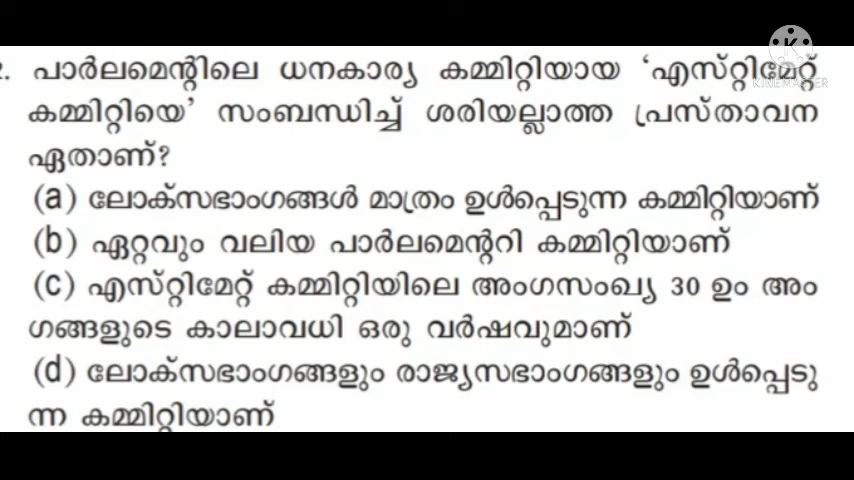 2. പാർലമെന്റിലെ ധനകാര്യ കമ്മിറ്റിയായ ‘എസ്റ്റിമേറ്റ്
KINEMASTER
കമ്മിറ്റിയെ’ സംബന്ധിച്ച് ശരിയല്ലാത്ത പ്രസ്താവന
ഏതാണ്?
(a) ലോക്സഭാംഗങ്ങൾ മാത്രം ഉൾപ്പെടുന്ന കമ്മിറ്റിയാണ്
(b) ഏറ്റവും വലിയ പാർലമെന്ററി കമ്മിറ്റിയാണ്
(c) എസ്റ്റിമേറ്റ് കമ്മിറ്റിയിലെ അംഗസംഖ്യ 30 ഉം അം
ഗങ്ങളുടെ കാലാവധി ഒരു വർഷവുമാണ്
(d) ലോക്സഭാംഗങ്ങളും രാജ്യസഭാംഗങ്ങളും ഉൾപ്പെടു
ന്ന കമ്മിറ്റിയാണ്